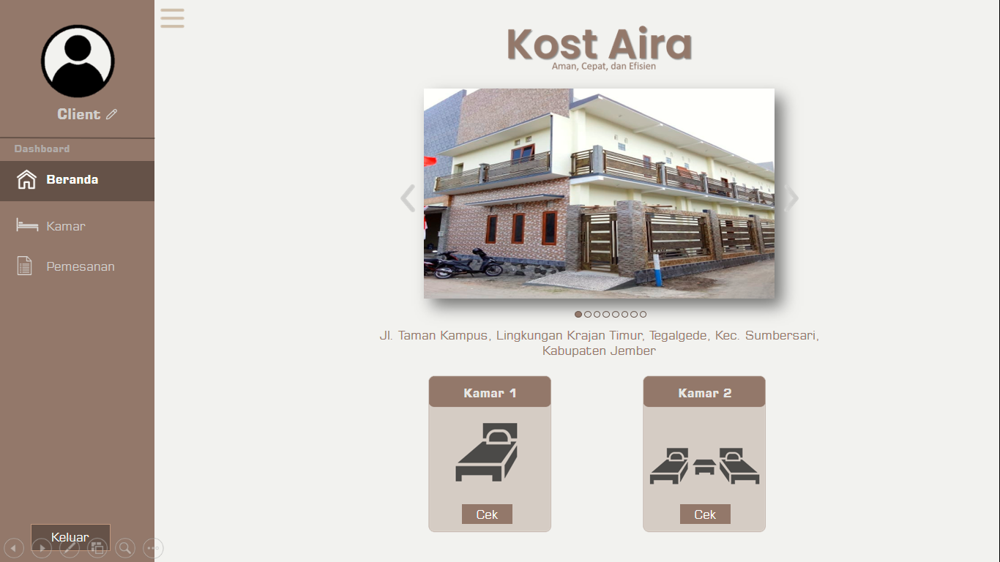 Client
Dashboard
Beranda
Kamar
Pemesanan
Keluar
Kost Aira
Aman, Cepat, dan Efisien
Jl. Taman Kampus, Lingkungan Krajan Timur, Tegalgede, Kec. Sumbersari,
Kabupaten Jember
Kamar 1
Cek
Kamar 2
Cek